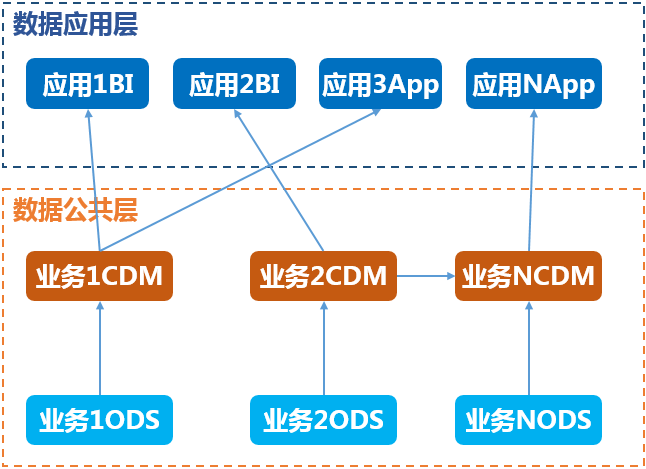 数据应用层
应用1BI
应用2BI
应用3App
应用NApp
数据公共层
业务1CDM
业务2CDM
业务NCDM
业务1ODS
业务2ODS
业务NODS